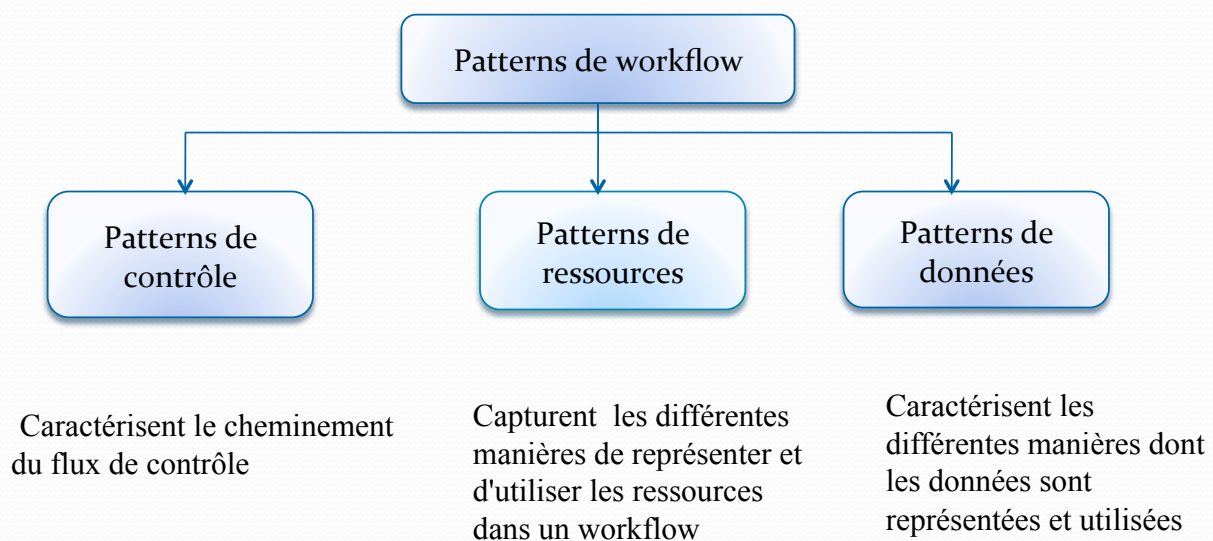 Patterns de workflow
Patterns de
contrôle
Patterns de
ressources
Patterns de
données
Caractérisent le cheminement
du flux de contrôle
Capturent les différentes
manières de représenter et
d'utiliser les ressources
dans un workflow
Caractérisent les
différentes manières dont
les données sont
représentées et utilisées